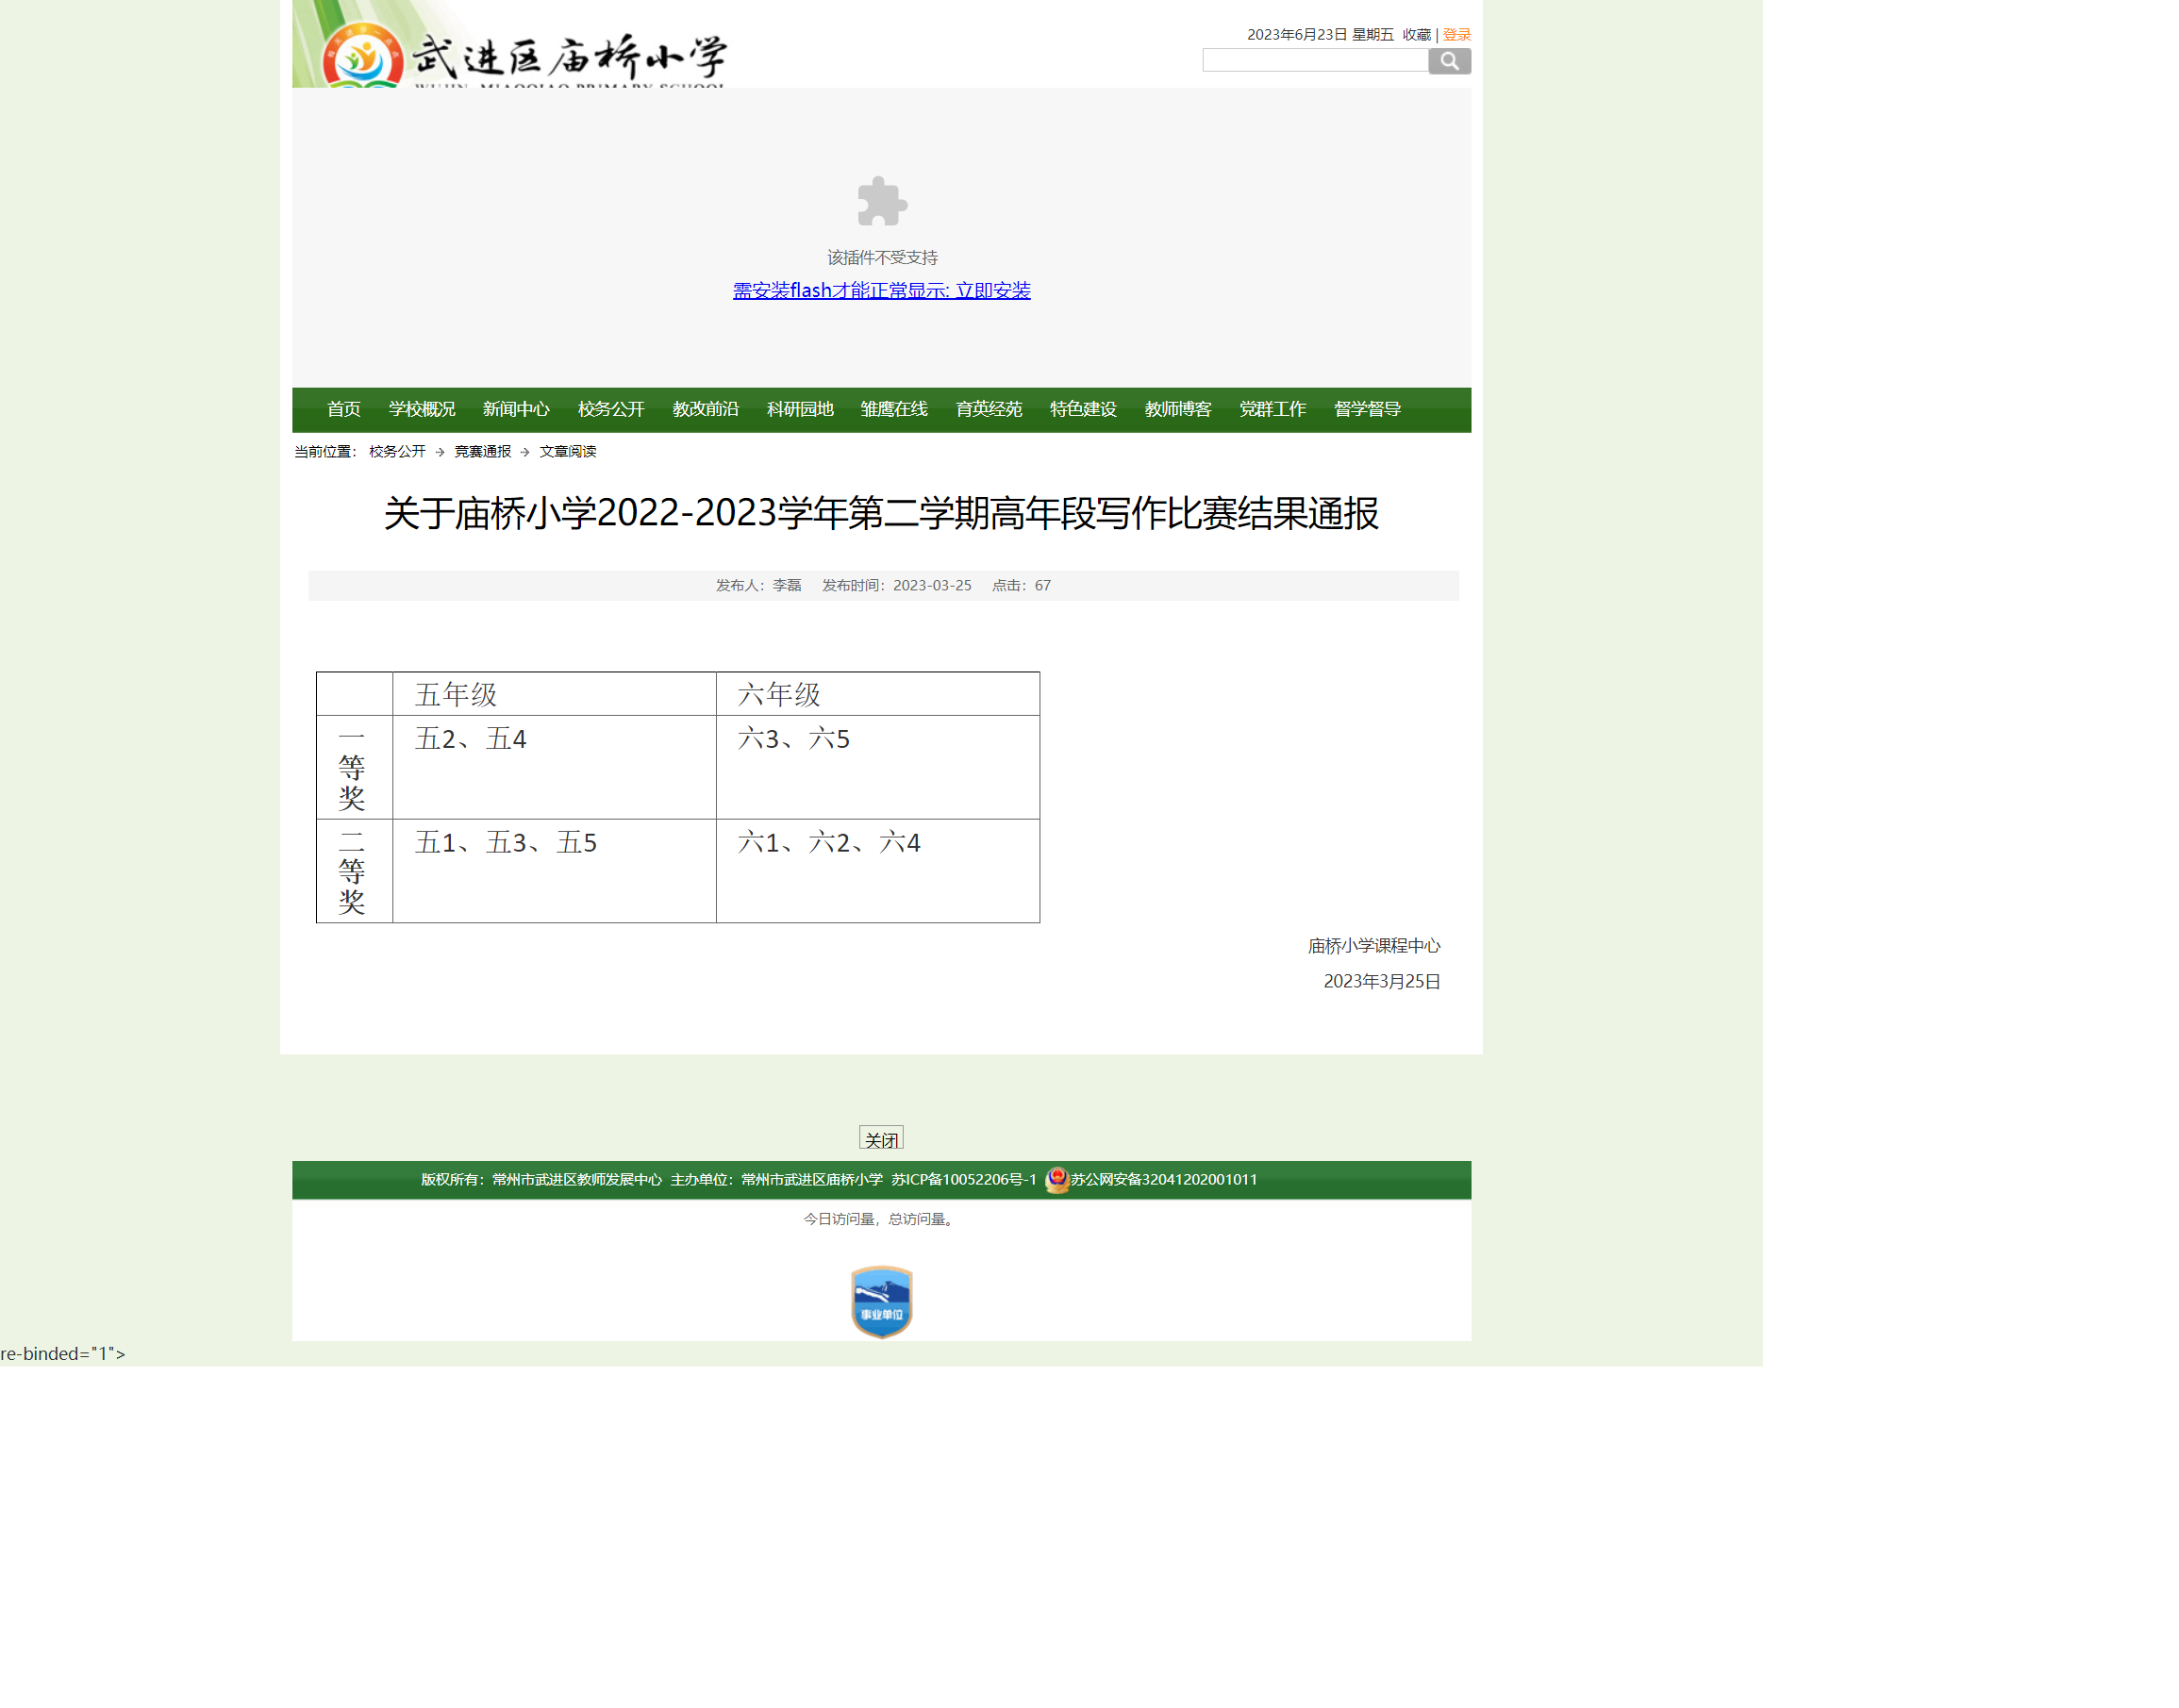 武进区庙桥小学
WUJIN MIAOQIAO PRIMARY SCHOOL
2023年6月23日 星期五 收藏 | 登录
该插件不受支持
需安装flash才能正常显示: 立即安装
首页 学校概况 新闻中心 校务公开 教改前沿 科研园地 雏鹰在线 育英经苑 特色建设 教师博客 党群工作 督学督导
当前位置： 校务公开 → 竞赛通报 → 文章阅读
关于庙桥小学2022-2023学年第二学期高年段写作比赛结果通报
发布人：李磊 发布时间：2023-03-25 点击：67
五年级 六年级
一等奖 五2、五4 六3、六5
二等奖 五1、五3、五5 六1、六2、六4
庙桥小学课程中心
2023年3月25日
关闭
版权所有：常州市武进区教师发展中心 主办单位：常州市武进区庙桥小学 苏ICP备10052206号-1 苏公网安备32041202001011
今日访问量，总访问量。
事业单位
re-binded="1">